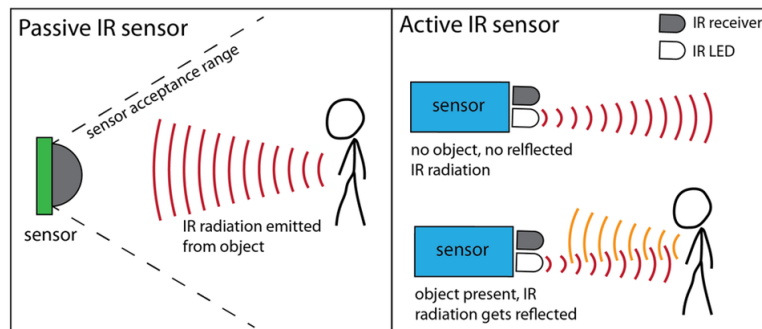 Passive IR sensor
sensor acceptance range
IR radiation emitted
from object
sensor
Active IR sensor
IR receiver
IR LED
sensor
no object, no relflected
IR radiation
sensor
object present, IR
radiation gets reflected